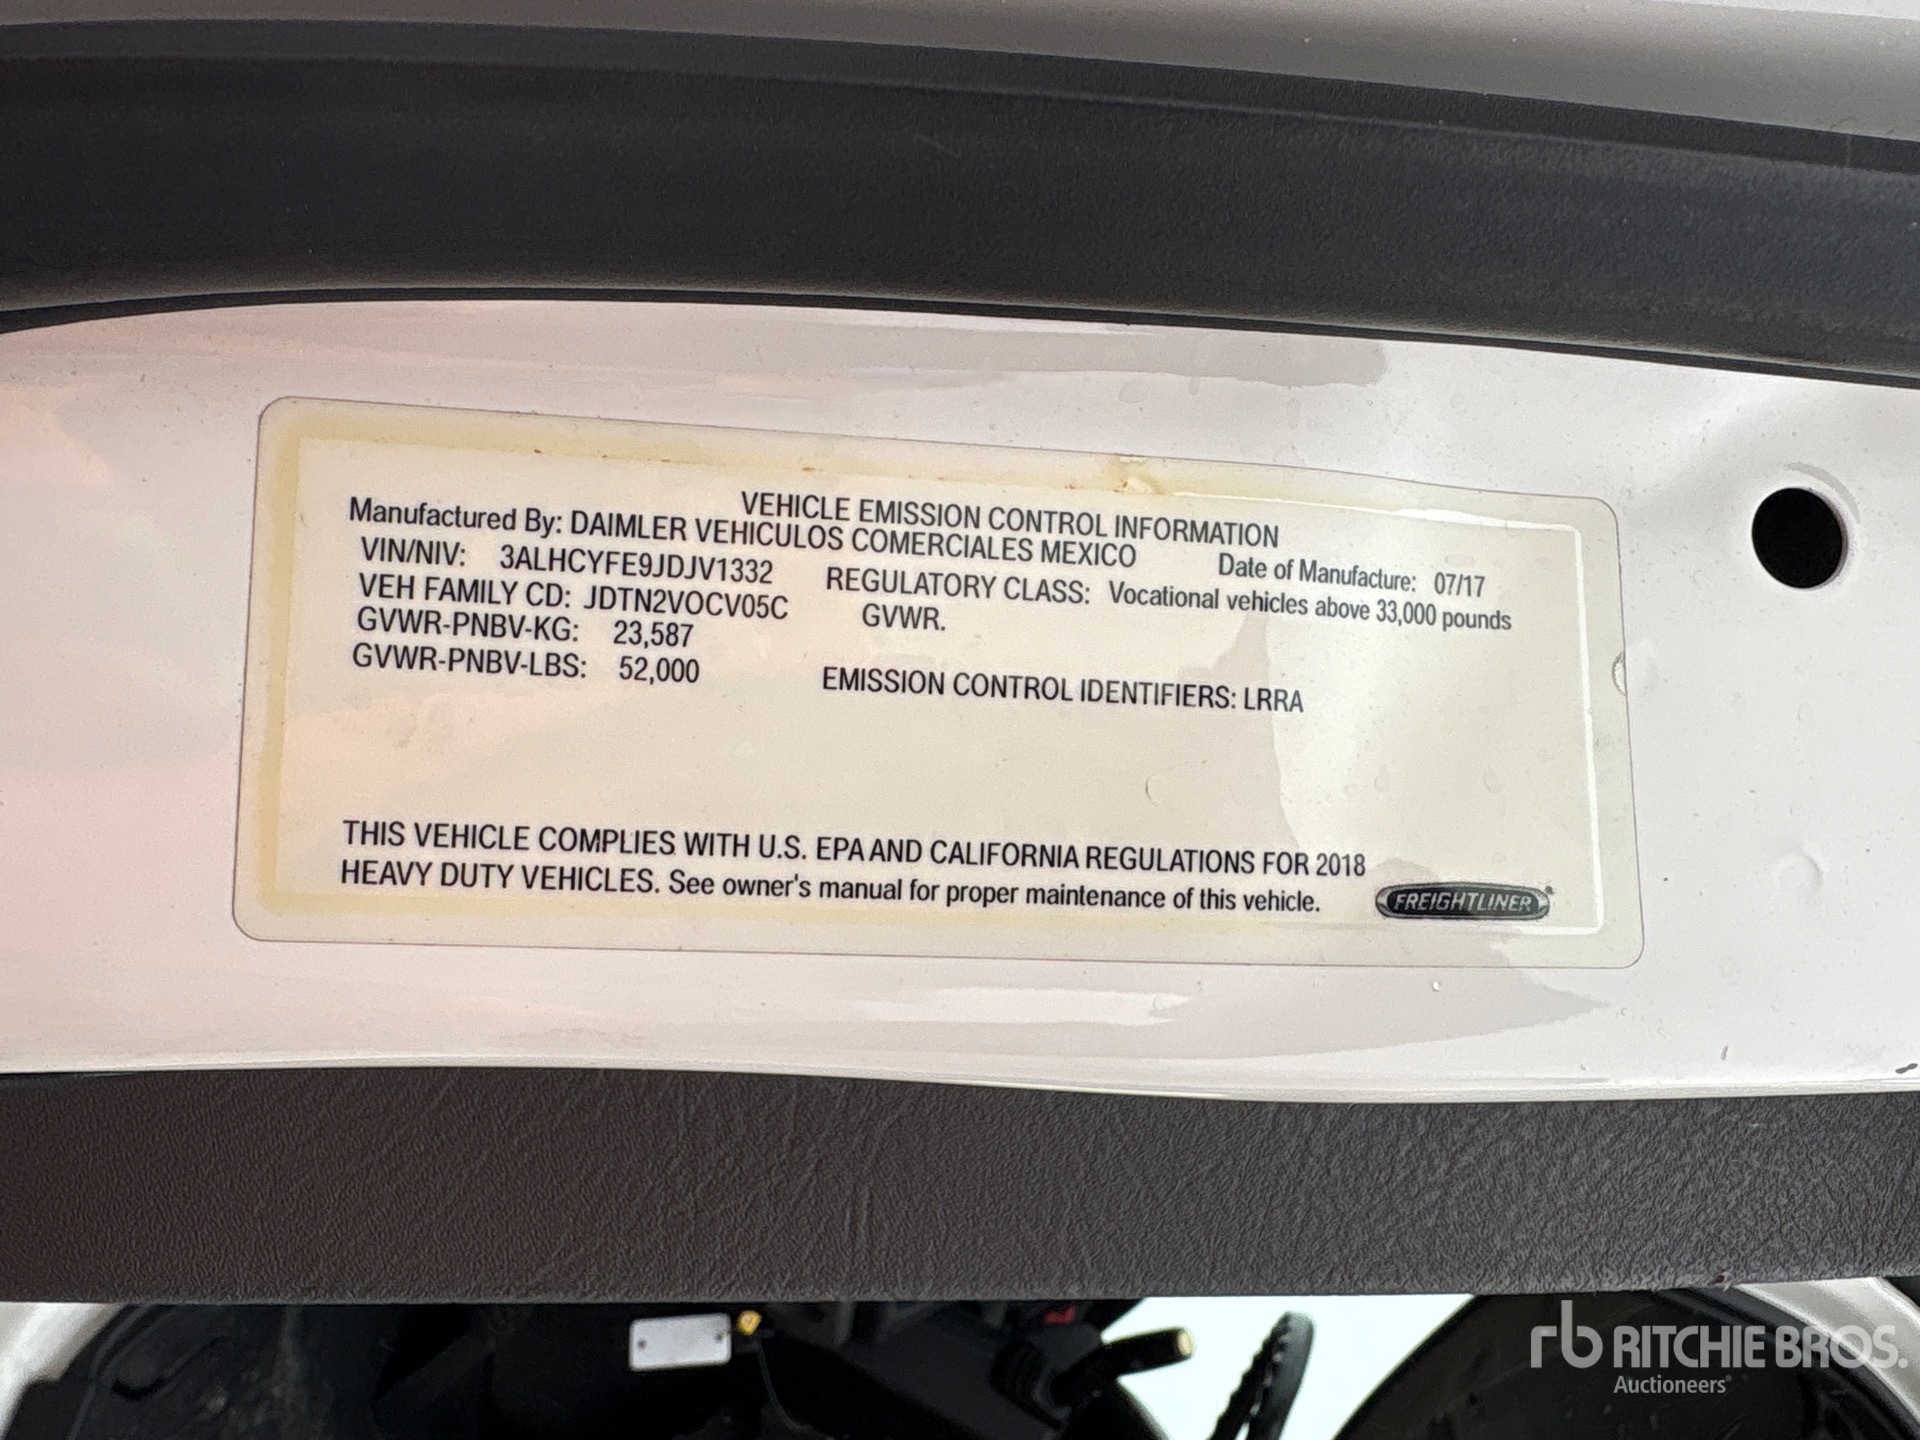 VEHICLE EMISSION CONTROL INFORMATION
Manufactured By: DAIMLER VEHICULOS COMERCIALES MEXICO
Date of Manufacture: 07/17
VIN/NIV: 3ALHCYFE9JDJV1332
REGULATORY CLASS: Vocational vehicles above 33,000 pounds
GVWR.
VEH FAMILY CD: JDTN2VOCV05C
GVWR-PNBV-KG: 23,587
GVWR-PNBV-LBS: 52,000
EMISSION CONTROL IDENTIFIERS: LRRA
THIS VEHICLE COMPLIES WITH U.S. EPA AND CALIFORNIA REGULATIONS FOR 2018
HEAVY DUTY VEHICLES. See owner's manual for proper maintenance of this vehicle.
FREIGHTLINER
rb RITCHIE BROS.
Auctioneers